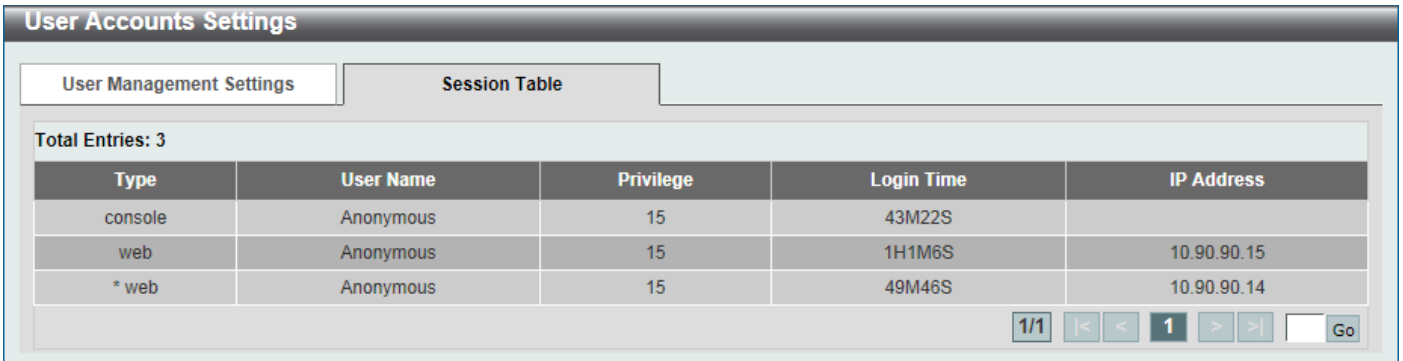 User Accounts Settings
User Management Settings Session Table
Total Entries: 3
Type User Name Privilege Login Time IP Address
console Anonymous 15 43M22S
web Anonymous 15 1H1M6S 10.90.90.15
* web Anonymous 15 49M46S 10.90.90.14
1/1 |< < 1 > >| Go